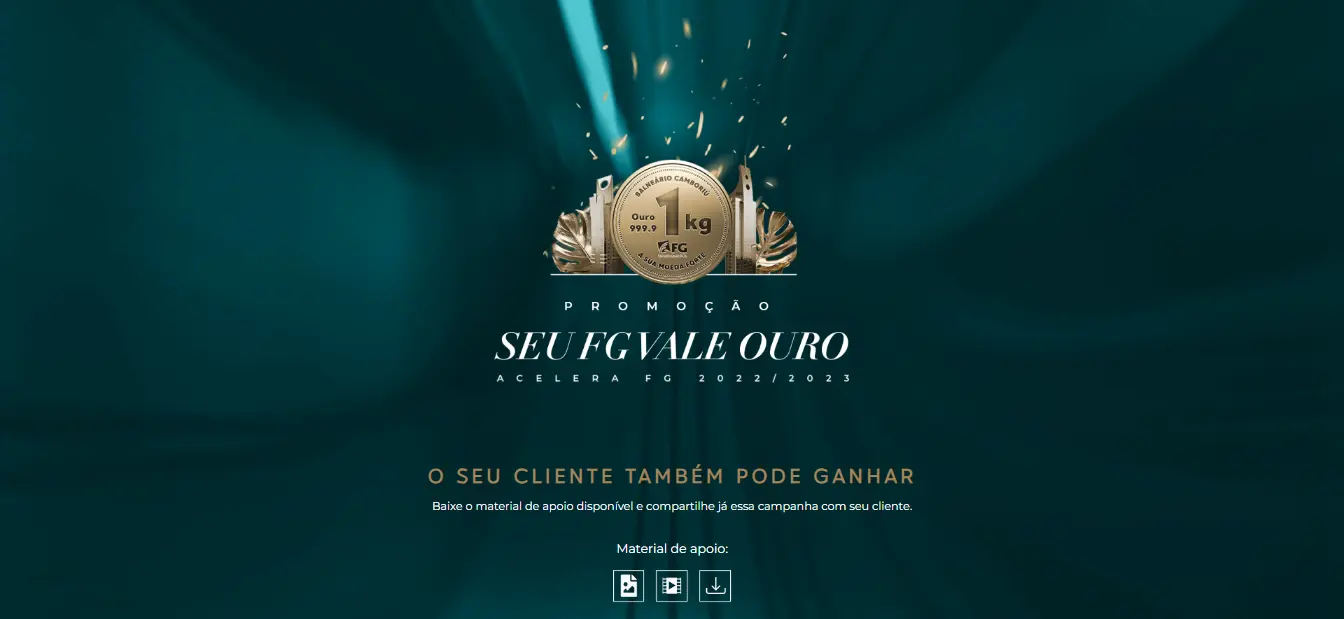 BALNEÁRIO CAMBORIÚ
Ouro
999.9
1kg
FG
A SUA MOEDA FORTE
PROMOÇÃO
SEU FG VALE OURO
ACELERA FG 2022/2023
O SEU CLIENTE TAMBÉM PODE GANHAR
Baixe o material de apoio disponível e compartilhe já essa campanha com seu cliente.
Material de apoio: